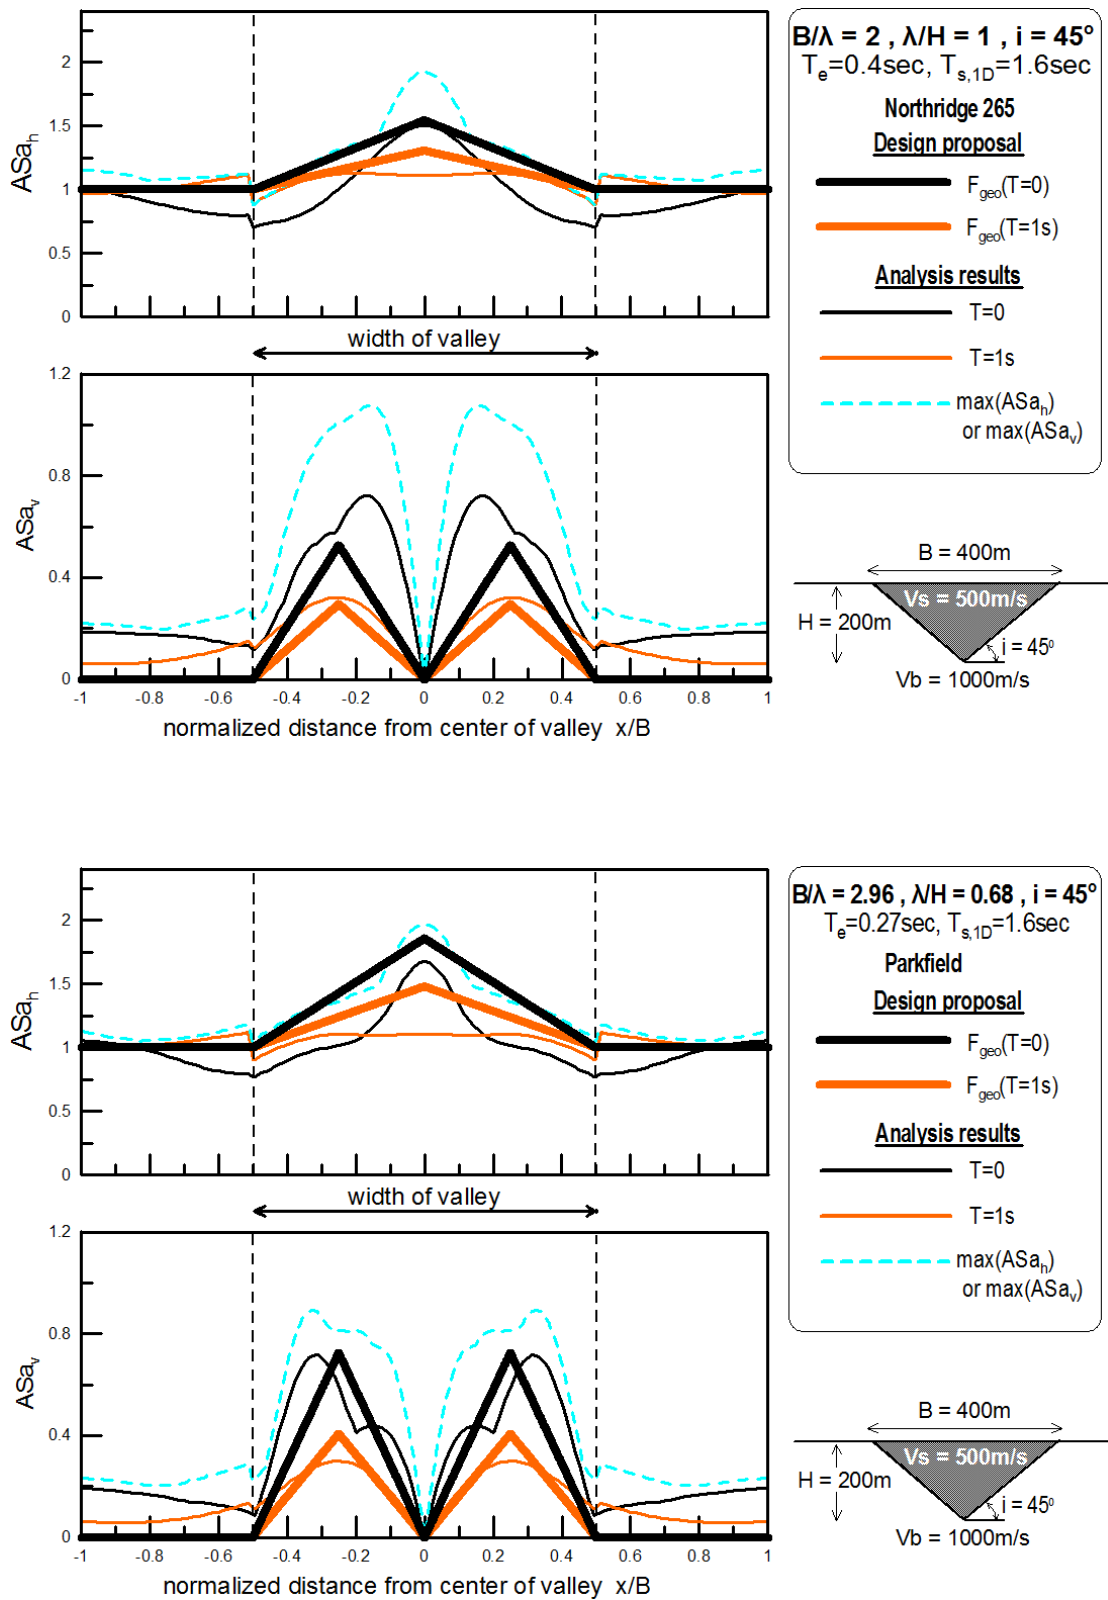 2
1.5
1
0.5
0
ASa_h
width of valley
1.2
0.8
0.4
0
ASa_v
-1 -0.8 -0.6 -0.4 -0.2 0 0.2 0.4 0.6 0.8 1
normalized distance from center of valley x/B
B/λ = 2 , λ/H = 1 , i = 45°
T_e=0.4sec, T_s,1D=1.6sec
Northridge 265
Design proposal
F_geo(T=0)
F_geo(T=1s)
Analysis results
T=0
T=1s
max(ASa_h)
or max(ASa_v)
B = 400m
Vs = 500m/s
H = 200m
i = 45°
Vb = 1000m/s
2
1.5
1
0.5
0
ASa_h
width of valley
1.2
0.8
0.4
0
ASa_v
-1 -0.8 -0.6 -0.4 -0.2 0 0.2 0.4 0.6 0.8 1
normalized distance from center of valley x/B
B/λ = 2.96 , λ/H = 0.68 , i = 45°
T_e=0.27sec, T_s,1D=1.6sec
Parkfield
Design proposal
F_geo(T=0)
F_geo(T=1s)
Analysis results
T=0
T=1s
max(ASa_h)
or max(ASa_v)
B = 400m
Vs = 500m/s
H = 200m
i = 45°
Vb = 1000m/s